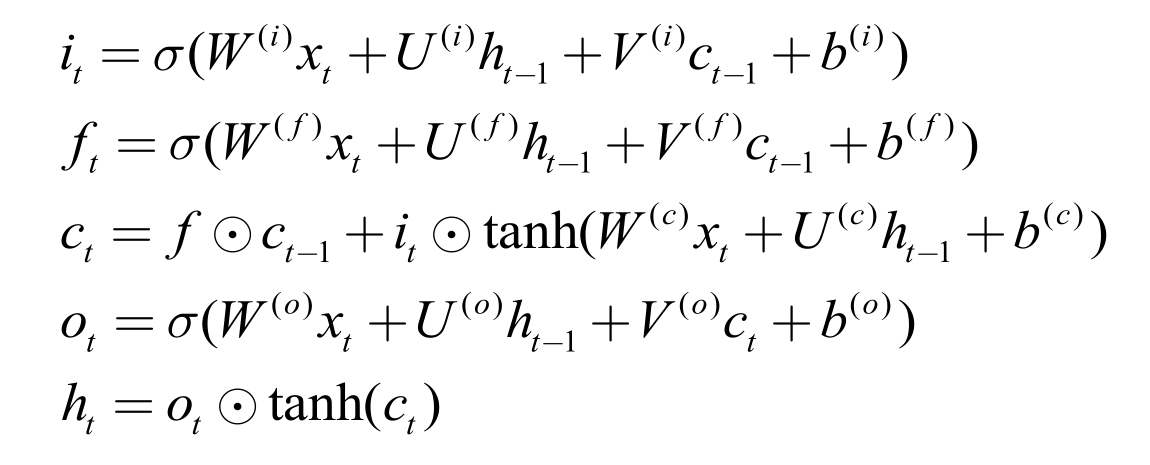 i_t = σ(W^(i) x_t + U^(i) h_{t−1} + V^(i) c_{t−1} + b^(i))
f_t = σ(W^(f) x_t + U^(f) h_{t−1} + V^(f) c_{t−1} + b^(f))
c_t = f ⊙ c_{t−1} + i_t ⊙ tanh(W^(c) x_t + U^(c) h_{t−1} + b^(c))
o_t = σ(W^(o) x_t + U^(o) h_{t−1} + V^(o) c_t + b^(o))
h_t = o_t ⊙ tanh(c_t)